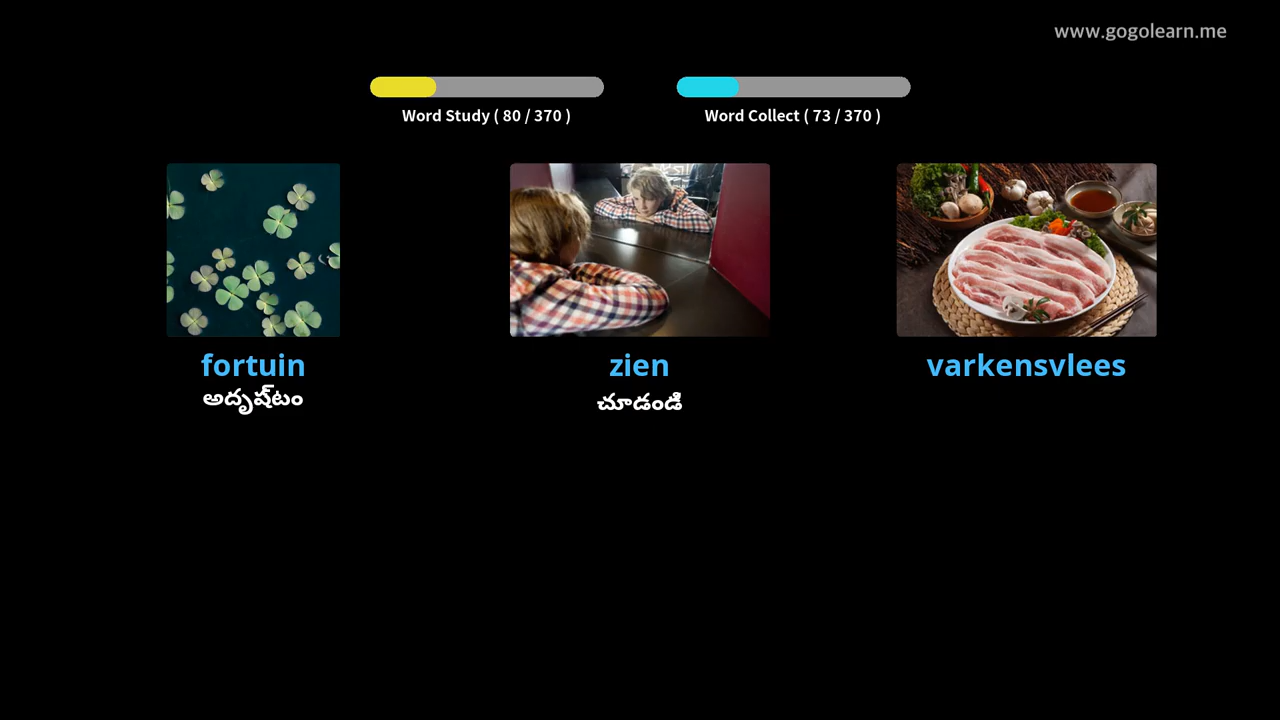 www.gogolearn.me
Word Study ( 80 / 370 )
Word Collect ( 73 / 370 )
fortuin
అదృష్టం
zien
చూడండి
varkensvlees